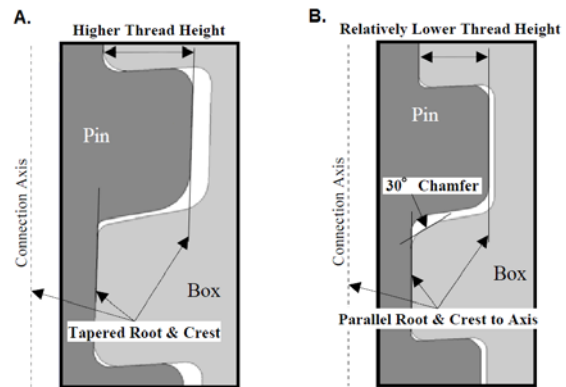 A.
Higher Thread Height
Connection Axis
Pin
Box
Tapered Root & Crest
B.
Relatively Lower Thread Height
Connection Axis
Pin
30° Chamfer
Box
Parallel Root & Crest to Axis